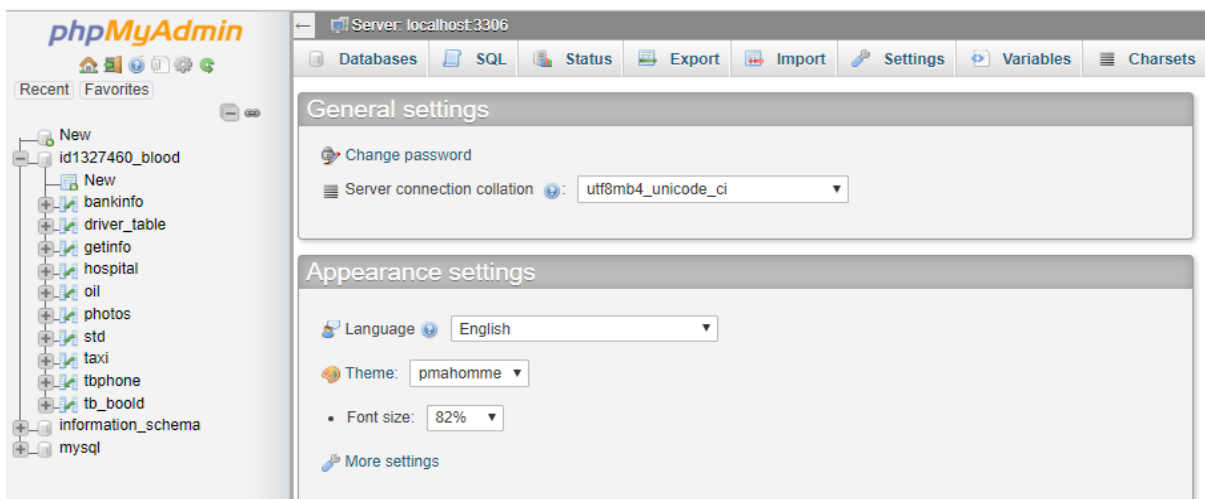 phpMyAdmin
Recent Favorites
New
id1327460_blood
New
bankinfo
driver_table
getinfo
hospital
oil
photos
std
taxi
tbphone
tb_boold
information_schema
mysql
Server: localhost:3306
Databases SQL Status Export Import Settings Variables Charsets
General settings
Change password
Server connection collation : utf8mb4_unicode_ci
Appearance settings
Language English
Theme: pmahomme
• Font size: 82%
More settings